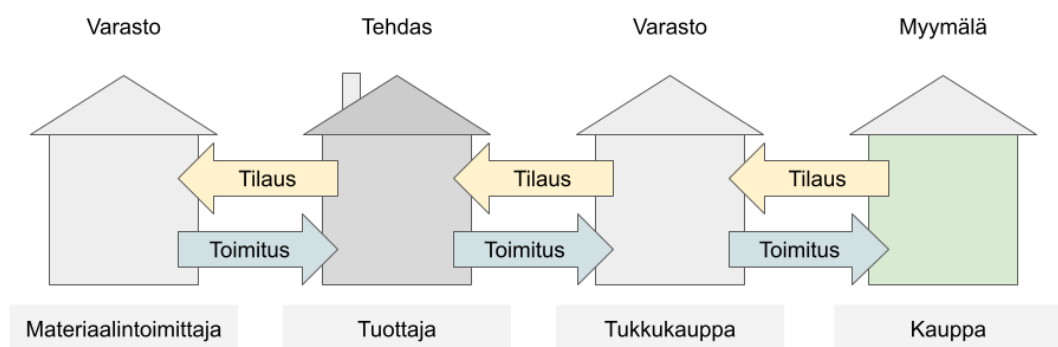 Varasto
Tehdas
Varasto
Myymälä
Tilaus
Tilaus
Tilaus
Toimitus
Toimitus
Toimitus
Materiaalintoimittaja
Tuottaja
Tukkukauppa
Kauppa